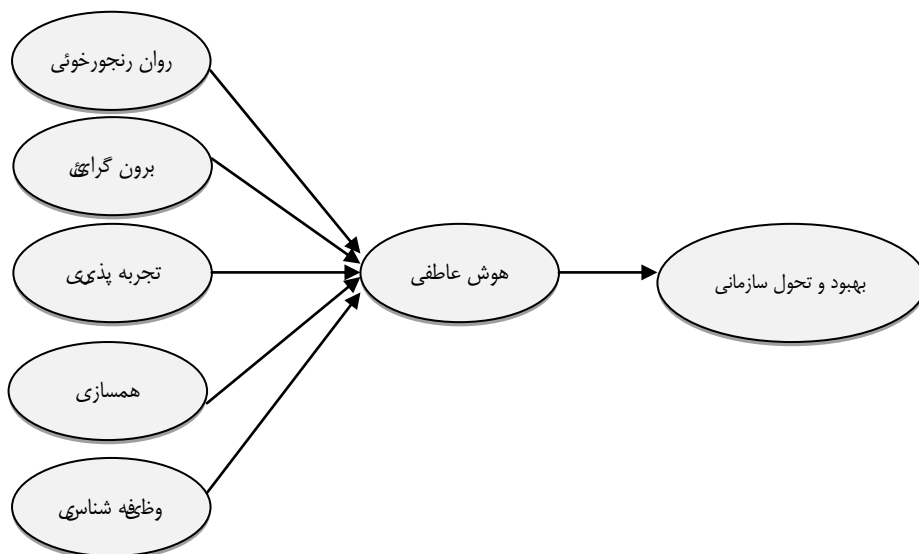 روان رنجورخوئی
برون گرائی
تجربه پذیری
همسازی
وظیفه شناسی
هوش عاطفی
بهبود و تحول سازمانی